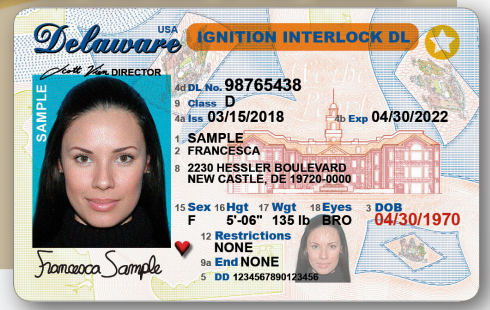 Delaware USA
IGNITION INTERLOCK DL
Scott Vien DIRECTOR
SAMPLE
4d DL No. 98765438
9 Class D
4a Iss 03/15/2018 4b Exp 04/30/2022
1 SAMPLE
2 FRANCESCA
8 2230 HESSLER BOULEVARD
NEW CASTLE, DE 19720-0000
15 Sex 16 Hgt 17 Wgt 18 Eyes 3 DOB
F 5'-06" 135 lb BRO 04/30/1970
12 Restrictions
NONE
9a End NONE
5 DD 1234567890123456
Francesca Sample